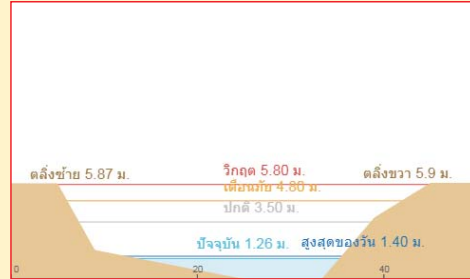 วิกฤต 5.80 ม.
ตลิ่งซ้าย 5.87 ม.
ตลิ่งขวา 5.9 ม.
เตือนภัย 4.80 ม.
ปกติ 3.50 ม.
ปัจจุบัน 1.26 ม.
สูงสุดของวัน 1.40 ม.
0
20
40